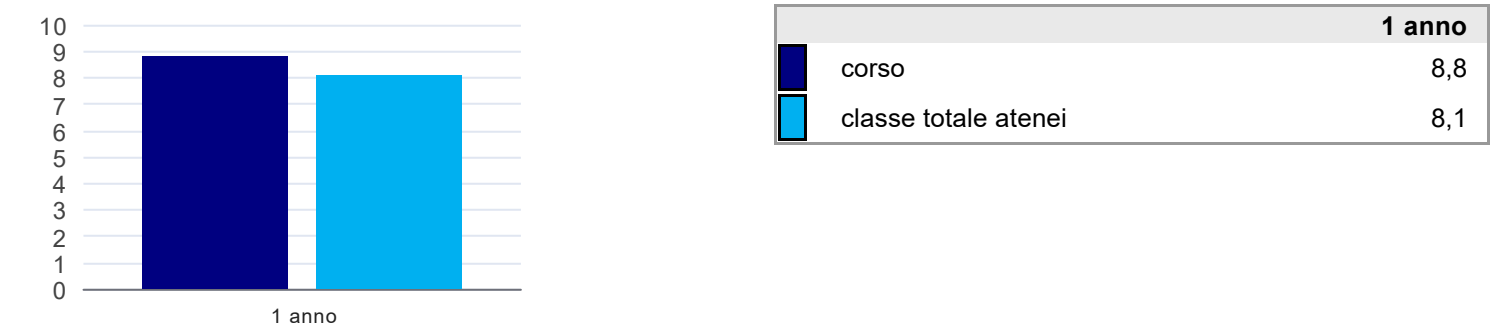 10
9
8
7
6
5
4
3
2
1
0
1 anno
1 anno
corso 8,8
classe totale atenei 8,1